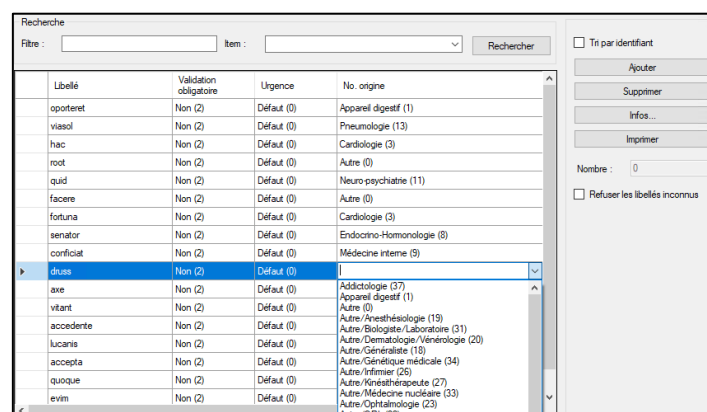 Recherche
Filtre :
Item :
Rechercher
Libellé Validation obligatoire Urgence No. origine
oporteret Non (2) Défaut (0) Appareil digestif (1)
viasol Non (2) Défaut (0) Pneumologie (13)
hac Non (2) Défaut (0) Cardiologie (3)
root Non (2) Défaut (0) Autre (0)
quid Non (2) Défaut (0) Neuro-psychiatrie (11)
facere Non (2) Défaut (0) Autre (0)
fortuna Non (2) Défaut (0) Cardiologie (3)
senator Non (2) Défaut (0) Endocrino-Homonologie (8)
conficiat Non (2) Défaut (0) Médecine interne (9)
druss Non (2) Défaut (0)
axe Non (2) Défaut (0)
vitant Non (2) Défaut (0)
accedente Non (2) Défaut (0)
lucanis Non (2) Défaut (0)
accepta Non (2) Défaut (0)
quoque Non (2) Défaut (0)
evim Non (2) Défaut (0)
Addictologie (37)
Appareil digestif (1)
Autre (0)
Autre/Anesthésiologie (19)
Autre/Biologiste/Laboratoire (31)
Autre/Dermatologie/Vénérologie (20)
Autre/Généraliste (18)
Autre/Génétique médicale (34)
Autre/Infirmier (26)
Autre/Kinésithérapeute (27)
Autre/Médecine nucléaire (33)
Autre/Ophtalmologie (23)
Tri par identifiant
Ajouter
Supprimer
Infos...
Imprimer
Nombre : 0
Refuser les libellés inconnus